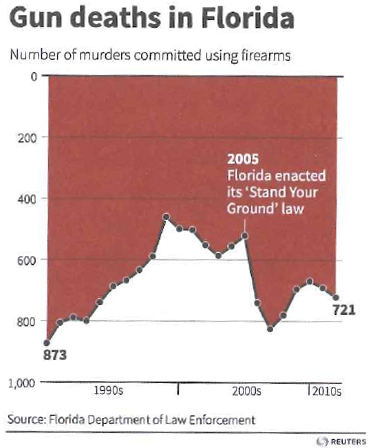 Gun deaths in Florida
Number of murders committed using firearms
0
200
400
600
800
1,000
2005
Florida enacted
its ‘Stand Your
Ground’ law
873
721
1990s
2000s
2010s
Source: Florida Department of Law Enforcement
REUTERS